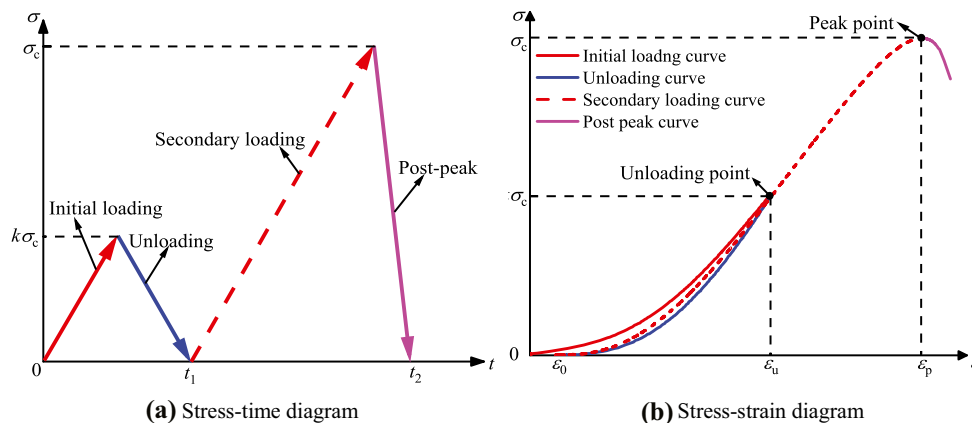 σ
σc
Secondary loading
Post-peak
Initial loading
kσc
Unloading
0
t1
t2
t
(a) Stress-time diagram
σ
Peak point
σc
Initial loadng curve
Unloading curve
Secondary loading curve
Post peak curve
Unloading point
σc
0
ε0
εu
εp
(b) Stress-strain diagram